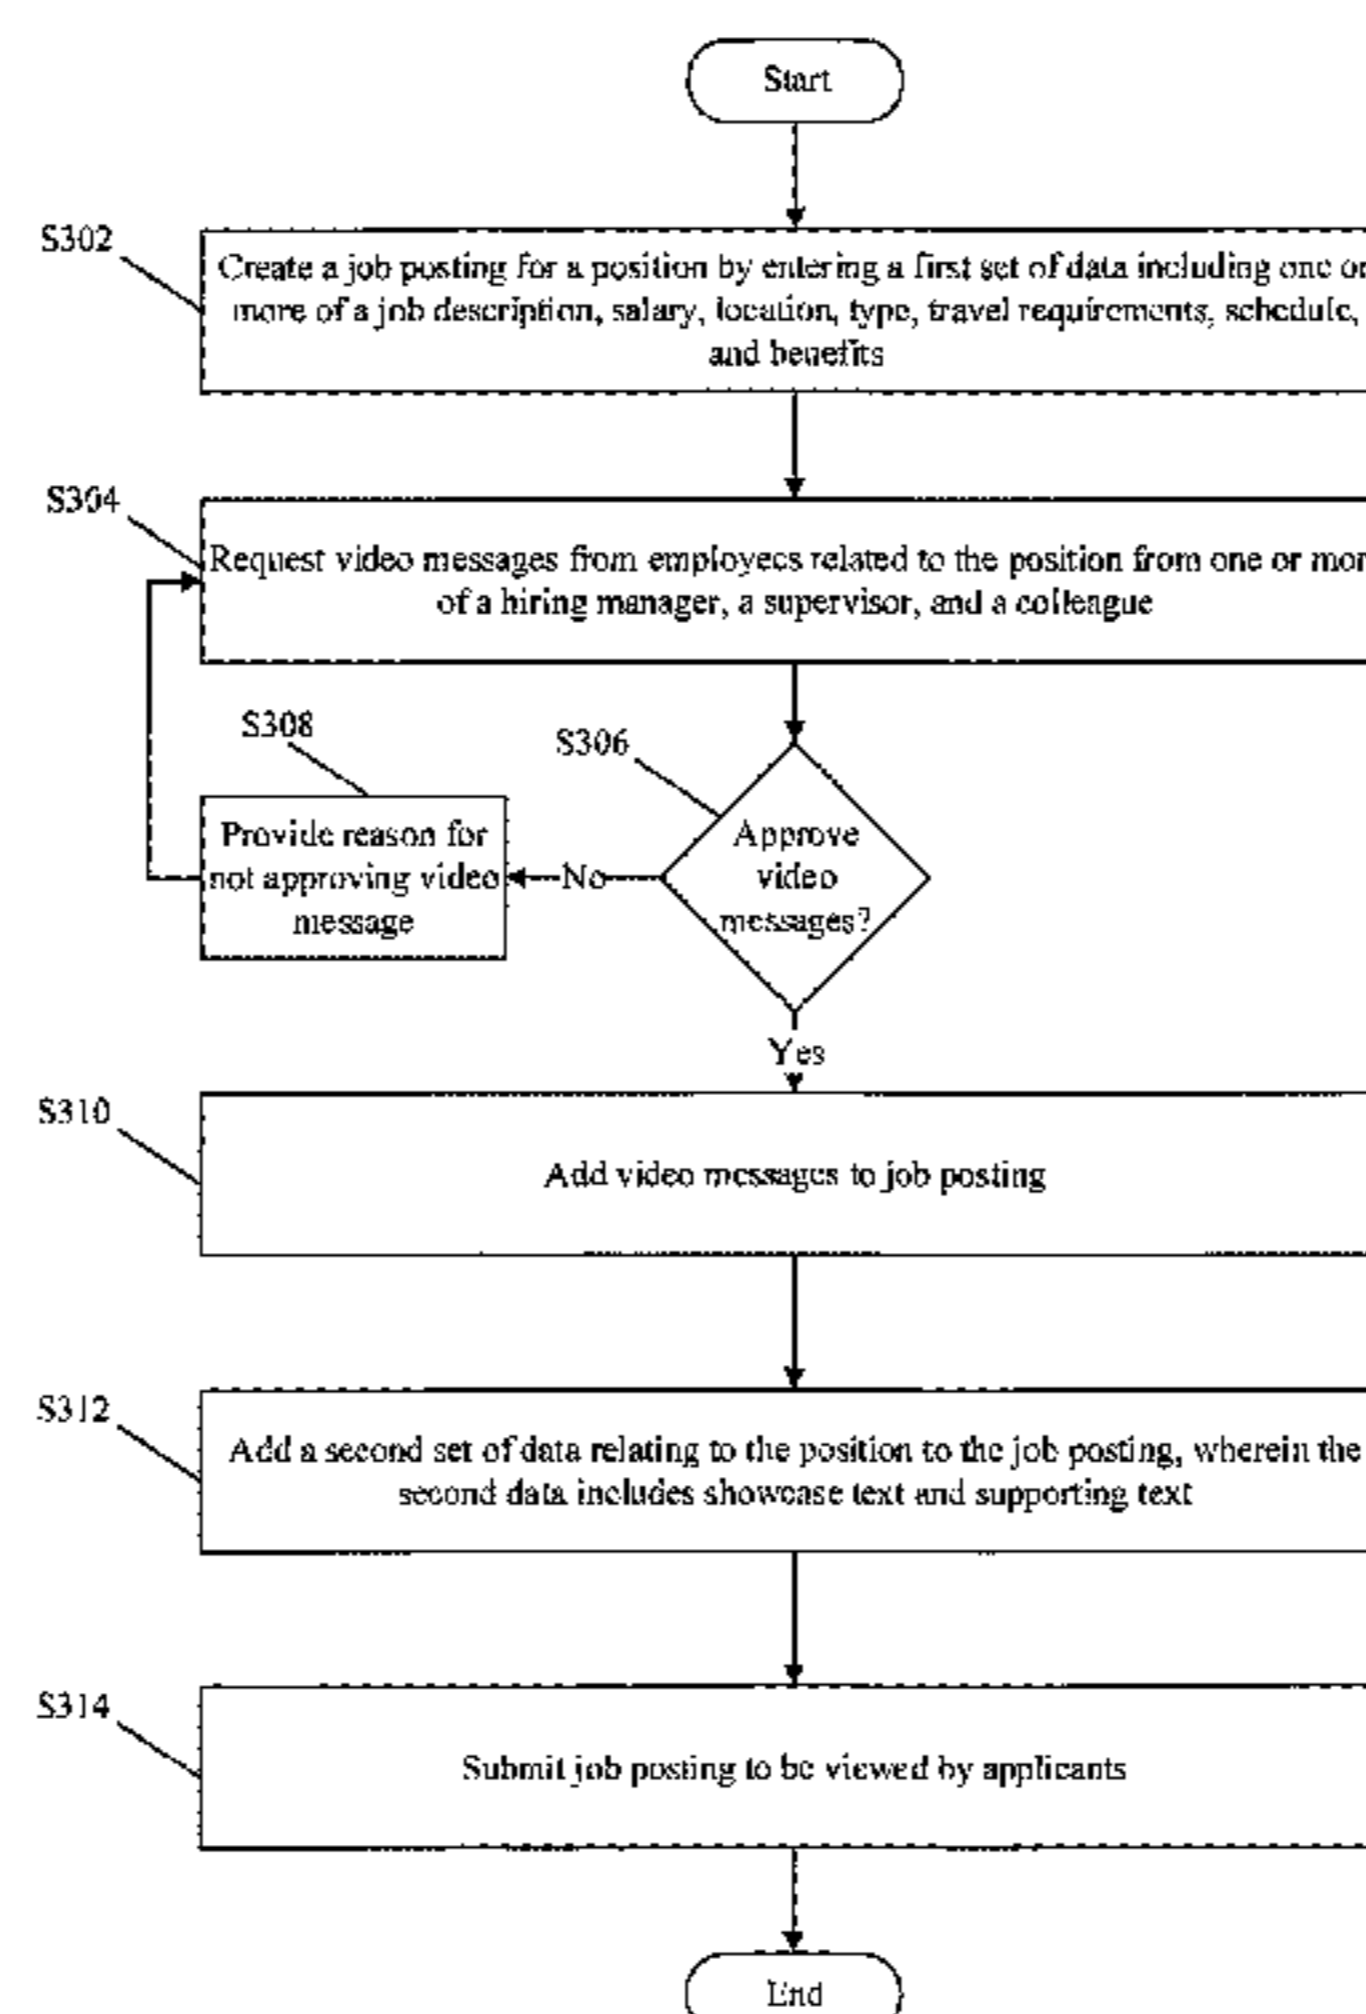 Start
S302
Create a job posting for a position by entering a first set of data including one or
more of a job description, salary, location, type, travel requirements, schedule,
and benefits
S304
Request video messages from employees related to the position from one or mor
of a hiring manager, a supervisor, and a colleague
S308
S306
Provide reason for
not approving video
message
No
Approve
video
messages?
Yes
S310
Add video messages to job posting
S312
Add a second set of data relating to the position to the job posting, wherein the
second data includes showcase text and supporting text
S314
Submit job posting to be viewed by applicants
End